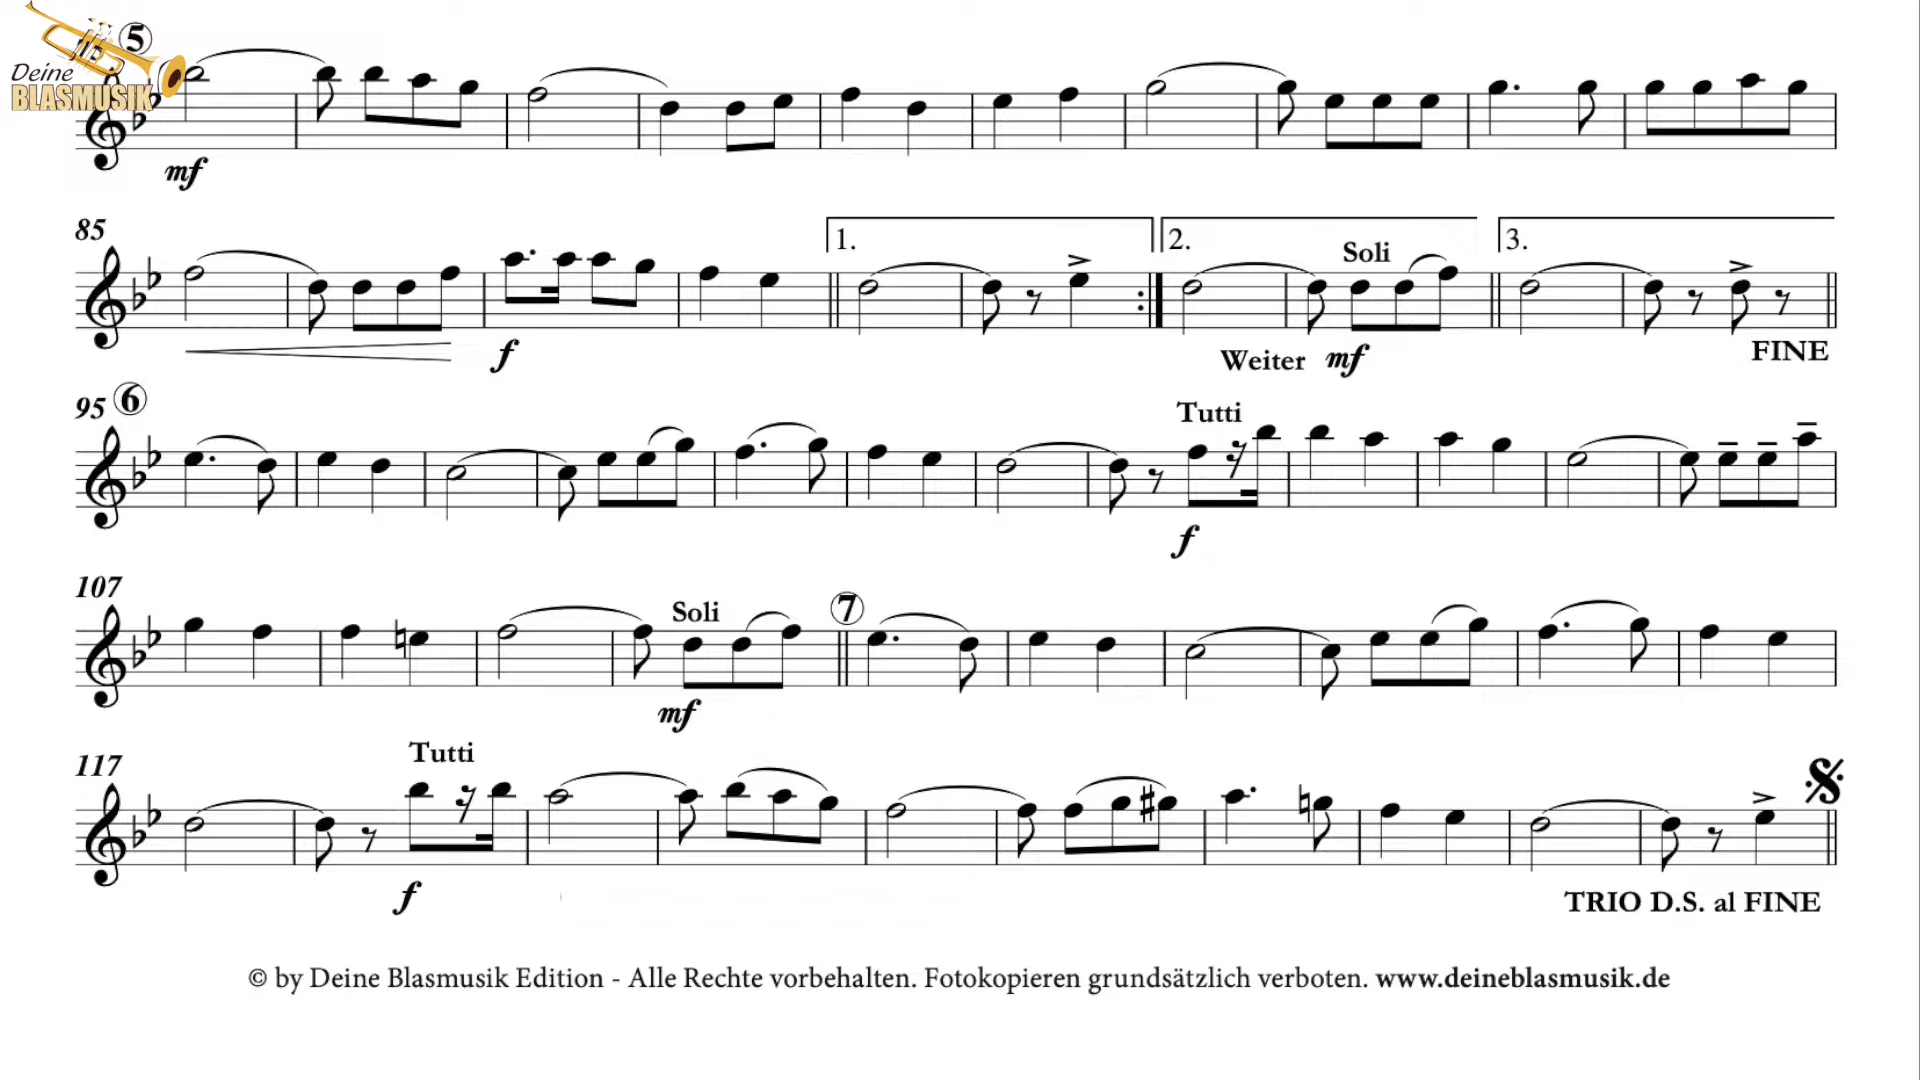 5
Deine
BLASMUSIK
mf
85
1.
2.
Soli
3.
f
Weiter
mf
FINE
95
6
Tutti
f
107
Soli
7
mf
117
Tutti
f
TRIO D.S. al FINE
© by Deine Blasmusik Edition - Alle Rechte vorbehalten. Fotokopieren grundsätzlich verboten. www.deineblasmusik.de